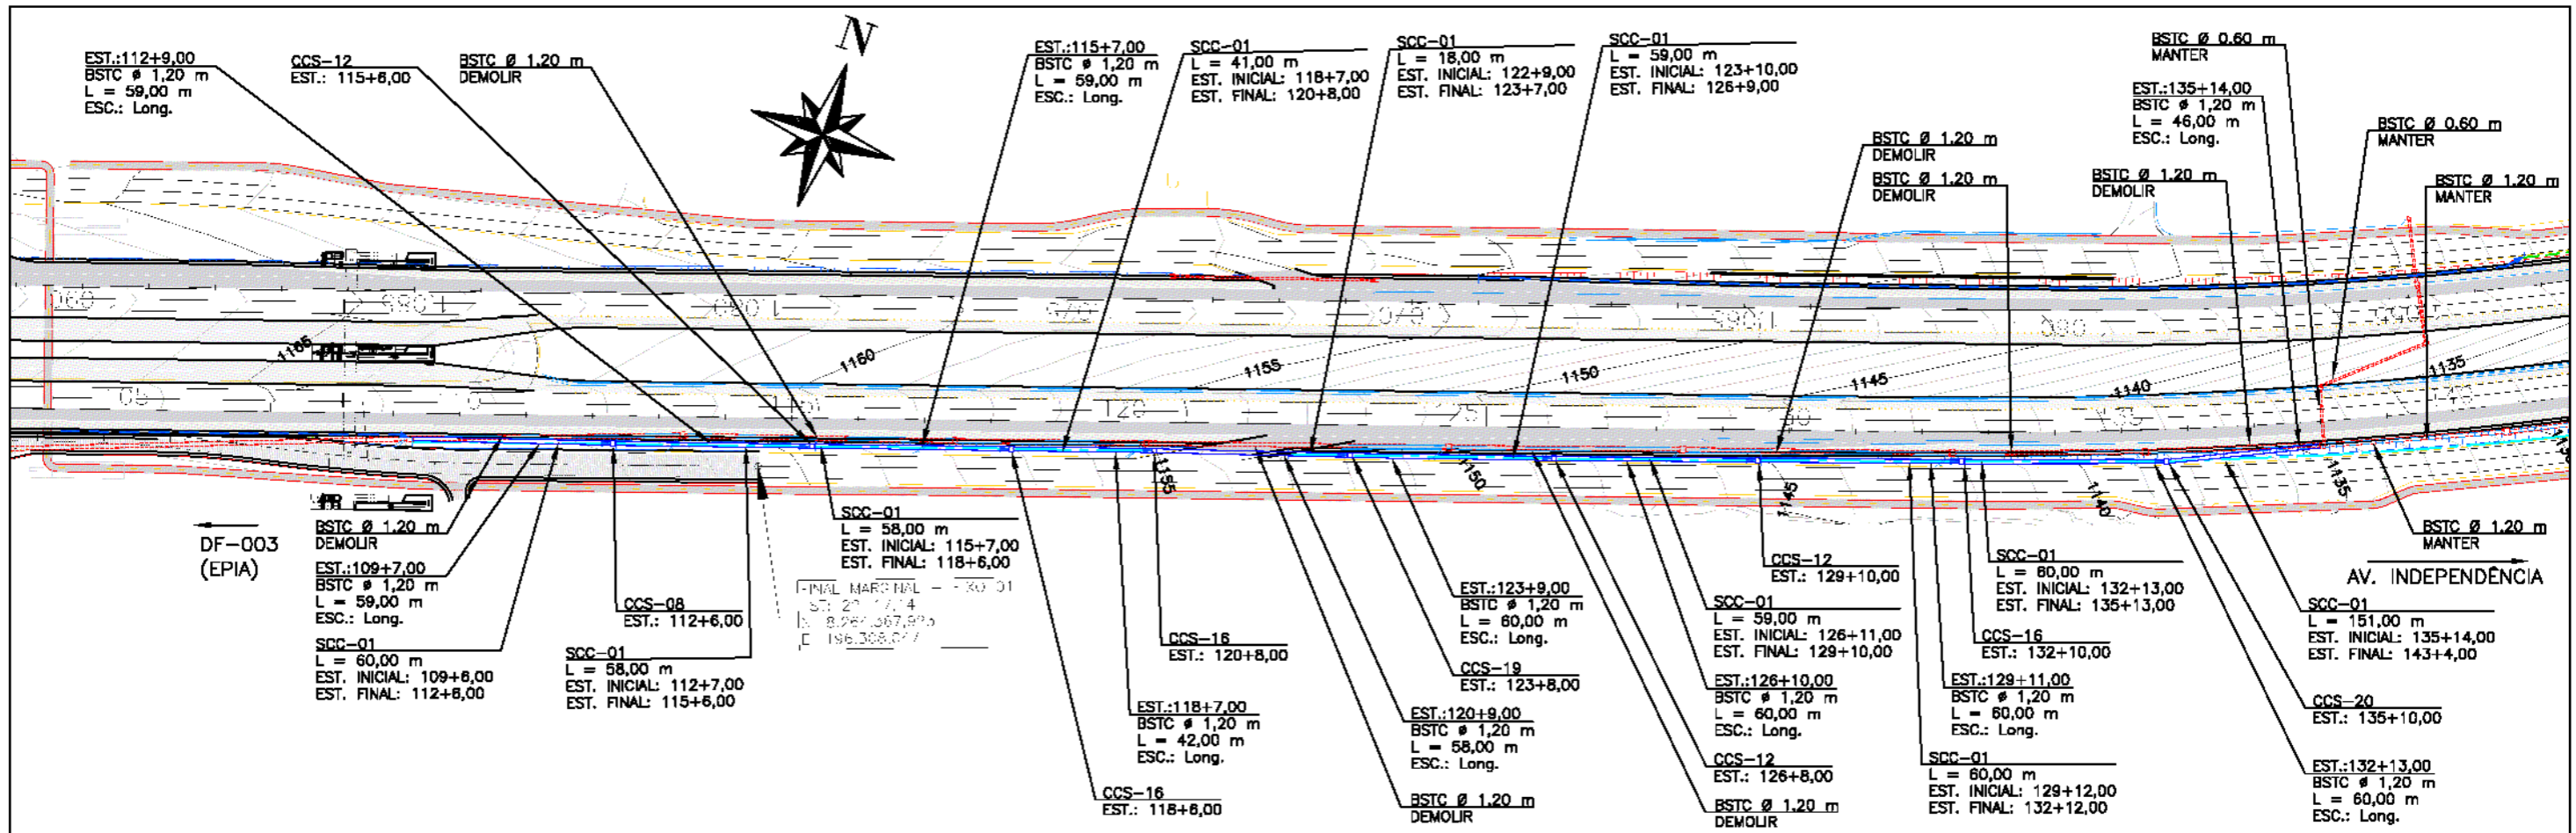 N
EST.:112+9,00
BSTC ø 1,20 m
L = 59,00 m
ESC.: Long.
CCS-12
EST.: 115+6,00
BSTC Ø 1.20 m
DEMOLIR
EST.:115+7,00
BSTC ø 1,20 m
L = 59,00 m
ESC.: Long.
SCC-01
L = 41,00 m
EST. INICIAL: 118+7,00
EST. FINAL: 120+8,00
SCC-01
L = 18,00 m
EST. INICIAL: 122+9,00
EST. FINAL: 123+7,00
SCC-01
L = 59,00 m
EST. INICIAL: 123+10,00
EST. FINAL: 126+9,00
BSTC Ø 0.60 m
MANTER
EST.:135+14,00
BSTC ø 1,20 m
L = 46,00 m
ESC.: Long.
BSTC Ø 0.60 m
MANTER
BSTC Ø 1.20 m
DEMOLIR
BSTC Ø 1.20 m
DEMOLIR
BSTC Ø 1.20 m
DEMOLIR
BSTC Ø 1.20 m
MANTER
1165
1160
1155
1150
1145
1140
1135
120
1155
1150
1145
1140
1135
DF-003
(EPIA)
BSTC Ø 1.20 m
DEMOLIR
EST.:109+7,00
BSTC ø 1,20 m
L = 59,00 m
ESC.: Long.
SCC-01
L = 60,00 m
EST. INICIAL: 109+6,00
EST. FINAL: 112+6,00
CCS-08
EST.: 112+6,00
SCC-01
L = 58,00 m
EST. INICIAL: 112+7,00
EST. FINAL: 115+6,00
SCC-01
L = 58,00 m
EST. INICIAL: 115+7,00
EST. FINAL: 118+6,00
FINAL MARGINAL
CCS-16
EST.: 118+6,00
EST.:118+7,00
BSTC ø 1,20 m
L = 42,00 m
ESC.: Long.
CCS-16
EST.: 120+8,00
EST.:120+9,00
BSTC ø 1,20 m
L = 58,00 m
ESC.: Long.
BSTC Ø 1.20 m
DEMOLIR
EST.:123+9,00
BSTC ø 1,20 m
L = 60,00 m
ESC.: Long.
CCS-19
EST.: 123+8,00
SCC-01
L = 59,00 m
EST. INICIAL: 126+11,00
EST. FINAL: 129+10,00
EST.:126+10,00
BSTC ø 1,20 m
L = 60,00 m
ESC.: Long.
CCS-12
EST.: 126+8,00
BSTC Ø 1.20 m
DEMOLIR
CCS-12
EST.: 129+10,00
SCC-01
L = 60,00 m
EST. INICIAL: 132+13,00
EST. FINAL: 135+13,00
CCS-16
EST.: 132+10,00
EST.:129+11,00
BSTC ø 1,20 m
L = 60,00 m
ESC.: Long.
SCC-01
L = 60,00 m
EST. INICIAL: 129+12,00
EST. FINAL: 132+12,00
BSTC Ø 1.20 m
MANTER
AV. INDEPENDÊNCIA
SCC-01
L = 151,00 m
EST. INICIAL: 135+14,00
EST. FINAL: 143+4,00
CCS-20
EST.: 135+10,00
EST.:132+13,00
BSTC ø 1,20 m
L = 60,00 m
ESC.: Long.